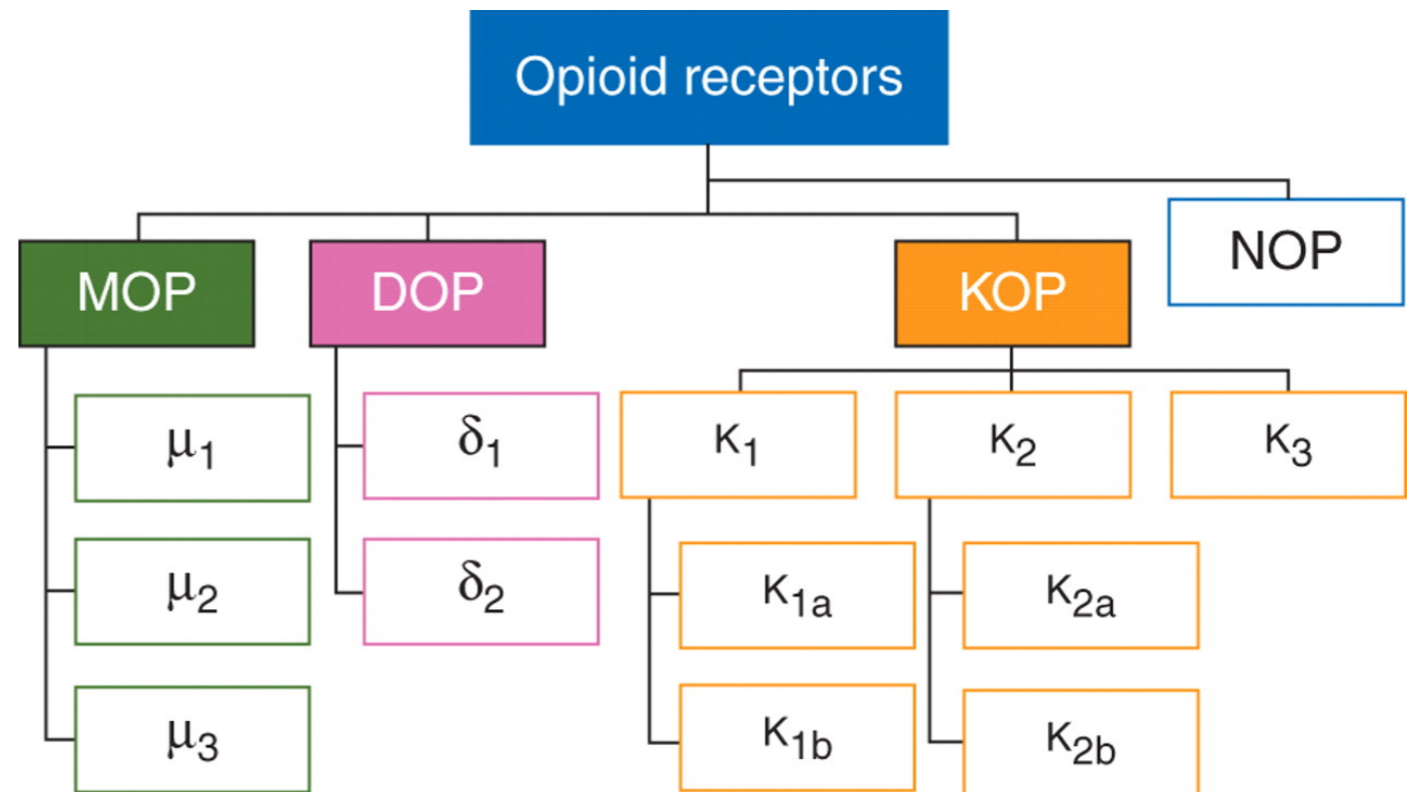 Opioid receptors
MOP
DOP
KOP
NOP
μ1
δ1
κ1
κ2
κ3
μ2
δ2
κ1a
κ2a
μ3
κ1b
κ2b